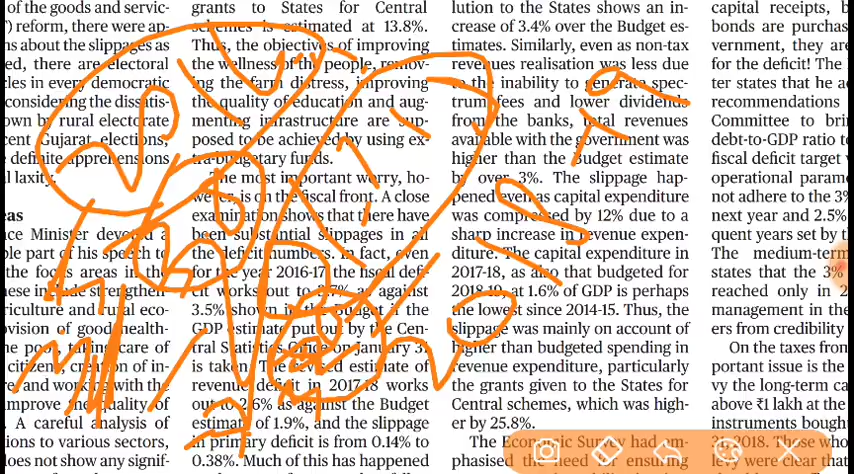 of the goods and servic-
) reform, there were ap-
ns about the slippages as
ed, there are electoral
cles in every democratic
considering the dissatis-
own by rural electorate
cent Gujarat elections,
definite apprehensions
l laxity.
eas
nce Minister devoted a
ble part of his speech to
the focus areas in the
hese include strengthen-
riculture and rural eco-
ovision of good health-
he poor, taking care of
citizens, creation of in-
re and working with the
improve the quality of
A careful analysis of
ions to various sectors,
does not show any signif-
grants to States for Central
schemes is estimated at 13.8%.
Thus, the objectives of improving
the wellness of the people, remov-
ing the farm distress, improving
the quality of education and aug-
menting infrastructure are sup-
posed to be achieved by using ex-
tra-budgetary funds.
The most important worry, ho-
wever, is on the fiscal front. A close
examination shows that there have
been substantial slippages in all
the deficit numbers. In fact, even
for the year 2016-17, the fiscal defi-
cit works out to 3.7% as against
3.5% shown in the Budget if the
GDP estimate put out by the Cen-
tral Statistics Office on January 31
is taken. The revised estimate of
revenue deficit in 2017-18 works
out to 2.6% as against the Budget
estimate of 1.9%, and the slippage
in primary deficit is from 0.14% to
0.38%. Much of this has happened
lution to the States shows an in-
crease of 3.4% over the Budget es-
timates. Similarly, even as non-tax
revenues realisation was less due
to the inability to generate spec-
trum fees and lower dividends
from the banks, total revenues
available with the government was
higher than the Budget estimate
by over 3%. The slippage hap-
pened even as capital expenditure
was compressed by 12% due to a
sharp increase in revenue expen-
diture. The capital expenditure in
2017-18, as also that budgeted for
2018-19, at 1.6% of GDP is perhaps
the lowest since 2014-15. Thus, the
slippage was mainly on account of
higher than budgeted spending in
revenue expenditure, particularly
the grants given to the States for
Central schemes, which was high-
er by 25.8%.
The Economic Survey had em-
phasised the need for ensuring
capital receipts, b
bonds are purchas
vernment, they are
for the deficit! The
ter states that he a
recommendations
Committee to bri
debt-to-GDP ratio t
fiscal deficit target
operational param
not adhere to the 3%
next year and 2.5%
quent years set by t
The medium-term
states that the 3%
reached only in 2
management in the
ers from credibility
On the taxes fron
portant issue is the
vy the long-term ca
above ₹1 lakh at the
instruments bough
31, 2018. Those who
levy were near that